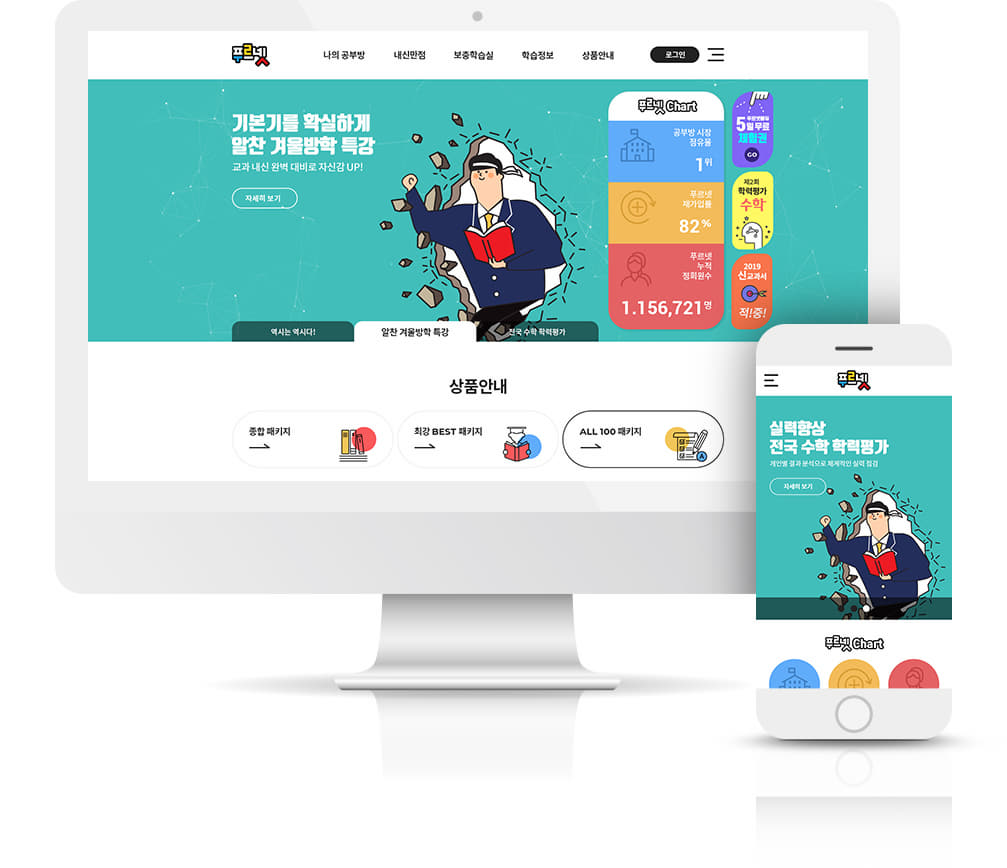 푸르넷
나의 공부방
내신만점
보충학습실
학습정보
상품안내
로그인
기본기를 확실하게
알찬 겨울방학 특강
교과 내신 완벽 대비로 자신감 UP!
자세히 보기
푸르넷 Chart
공부방 시장
점유율
1위
푸르넷
재가입률
82%
푸르넷
누적
정회원수
1.156,721명
푸르넷월일
5일 무료
체험권
GO
제2회
학력평가
수학
2019
신교과서
적!중!
역시는 역시다!
알찬 겨울방학 특강
전국 수학 학력평가
상품안내
종합 패키지
최강 BEST 패키지
ALL 100 패키지
A
푸르넷
실력향상
전국 수학 학력평가
개인별 결과 분석으로 체계적인 실력 점검
자세히 보기
푸르넷 Chart